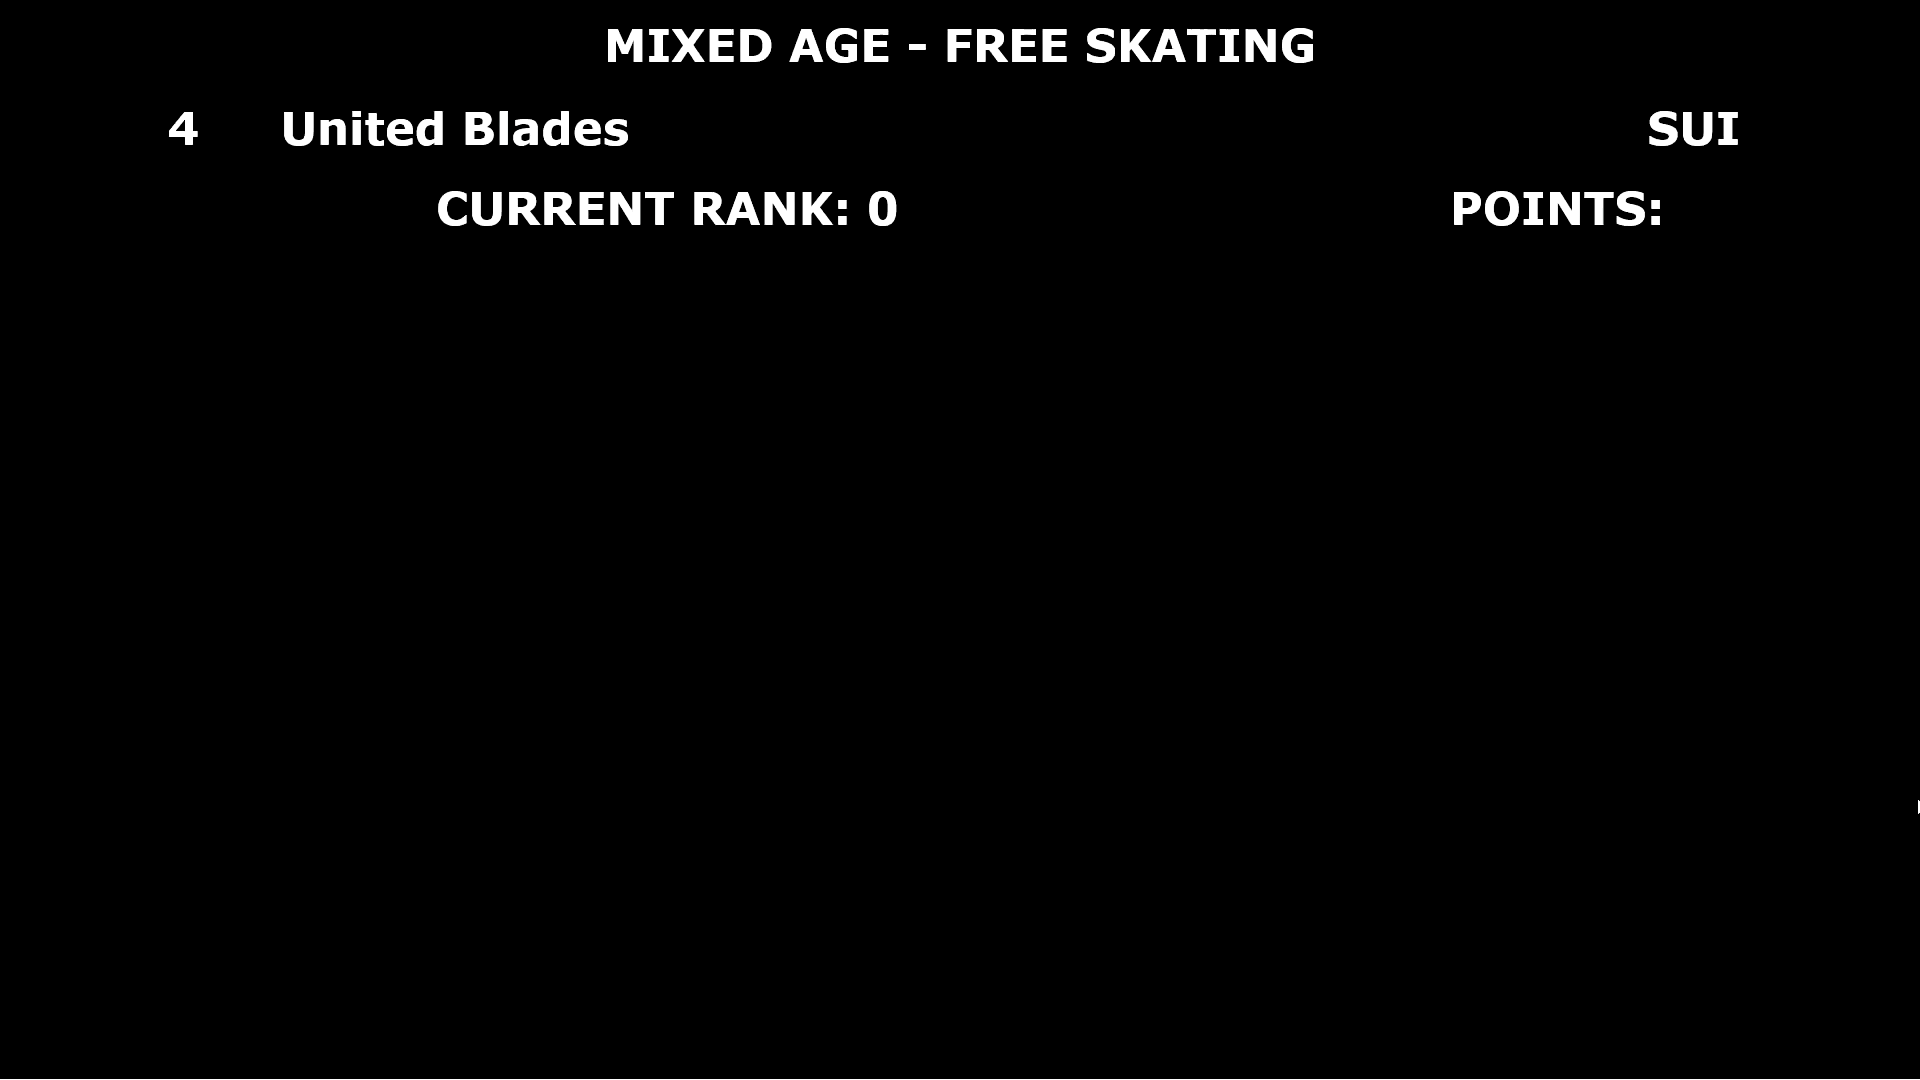 MIXED AGE - FREE SKATING
4 United Blades SUI
CURRENT RANK: 0 POINTS: